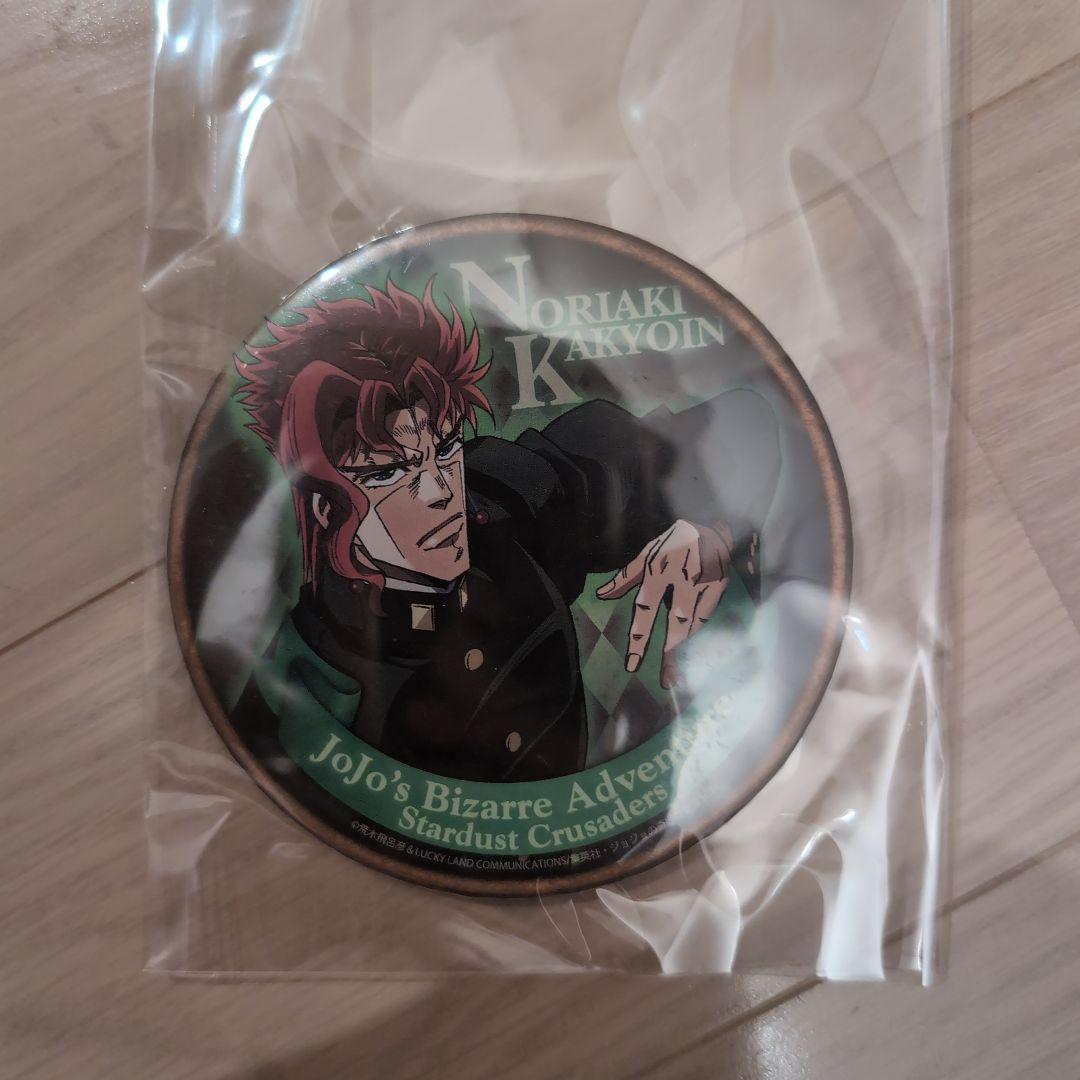 NORIAKI
KAKYOIN
JoJo's Bizarre Adventure
Stardust Crusaders
©荒木飛呂彦&LUCKY LAND COMMUNICATIONS/集英社・ジョジョの